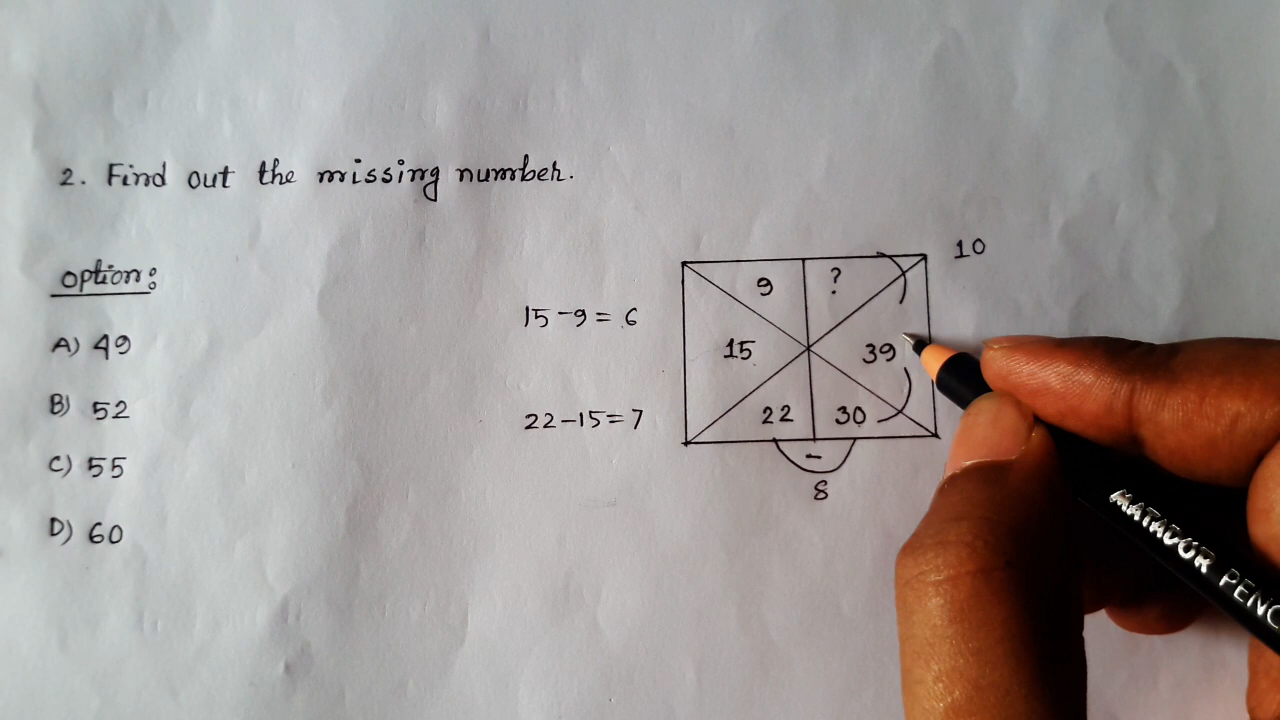 2. Find out the missing number.
option:
A) 49
B) 52
C) 55
D) 60
15-9=6
22-15=7
10
9 ?
15 39
22 30
-
8
MATADOR PENC